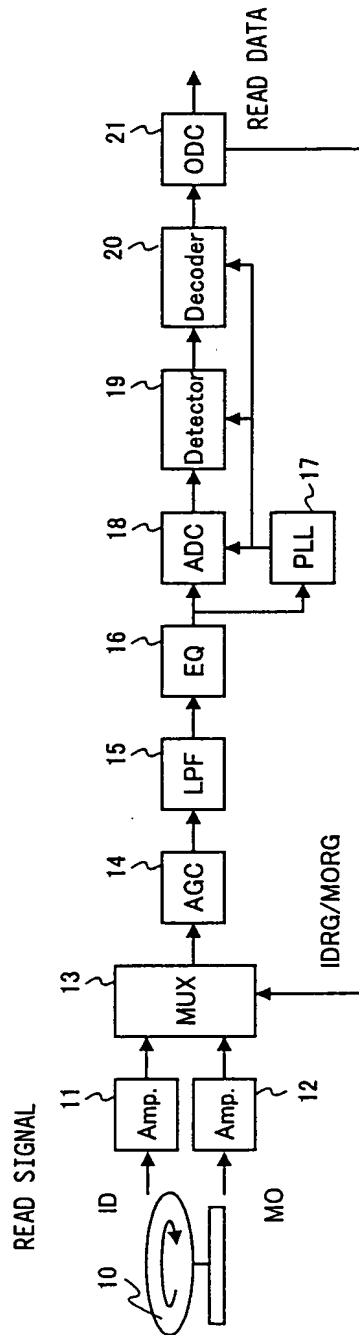 READ SIGNAL
10
ID
MO
11
Amp.
12
Amp.
13
MUX
IDRG/MORG
14
AGC
15
LPF
16
EQ
17
PLL
18
ADC
19
Detector
20
Decoder
21
ODC
READ DATA